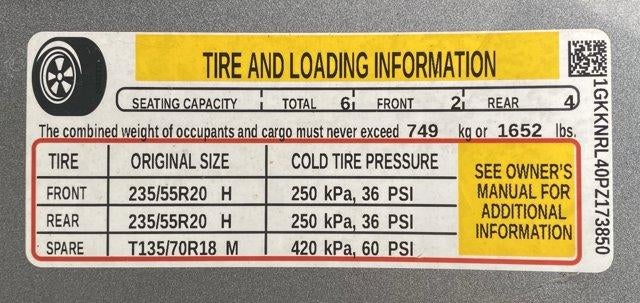 TIRE AND LOADING INFORMATION
SEATING CAPACITY TOTAL 6 FRONT 2 REAR 4
The combined weight of occupants and cargo must never exceed 749 kg or 1652 lbs.
TIRE ORIGINAL SIZE COLD TIRE PRESSURE
FRONT 235/55R20 H 250 kPa, 36 PSI
REAR 235/55R20 H 250 kPa, 36 PSI
SPARE T135/70R18 M 420 kPa, 60 PSI
SEE OWNER'S
MANUAL FOR
ADDITIONAL
INFORMATION
1GKKNRL40PZ173850